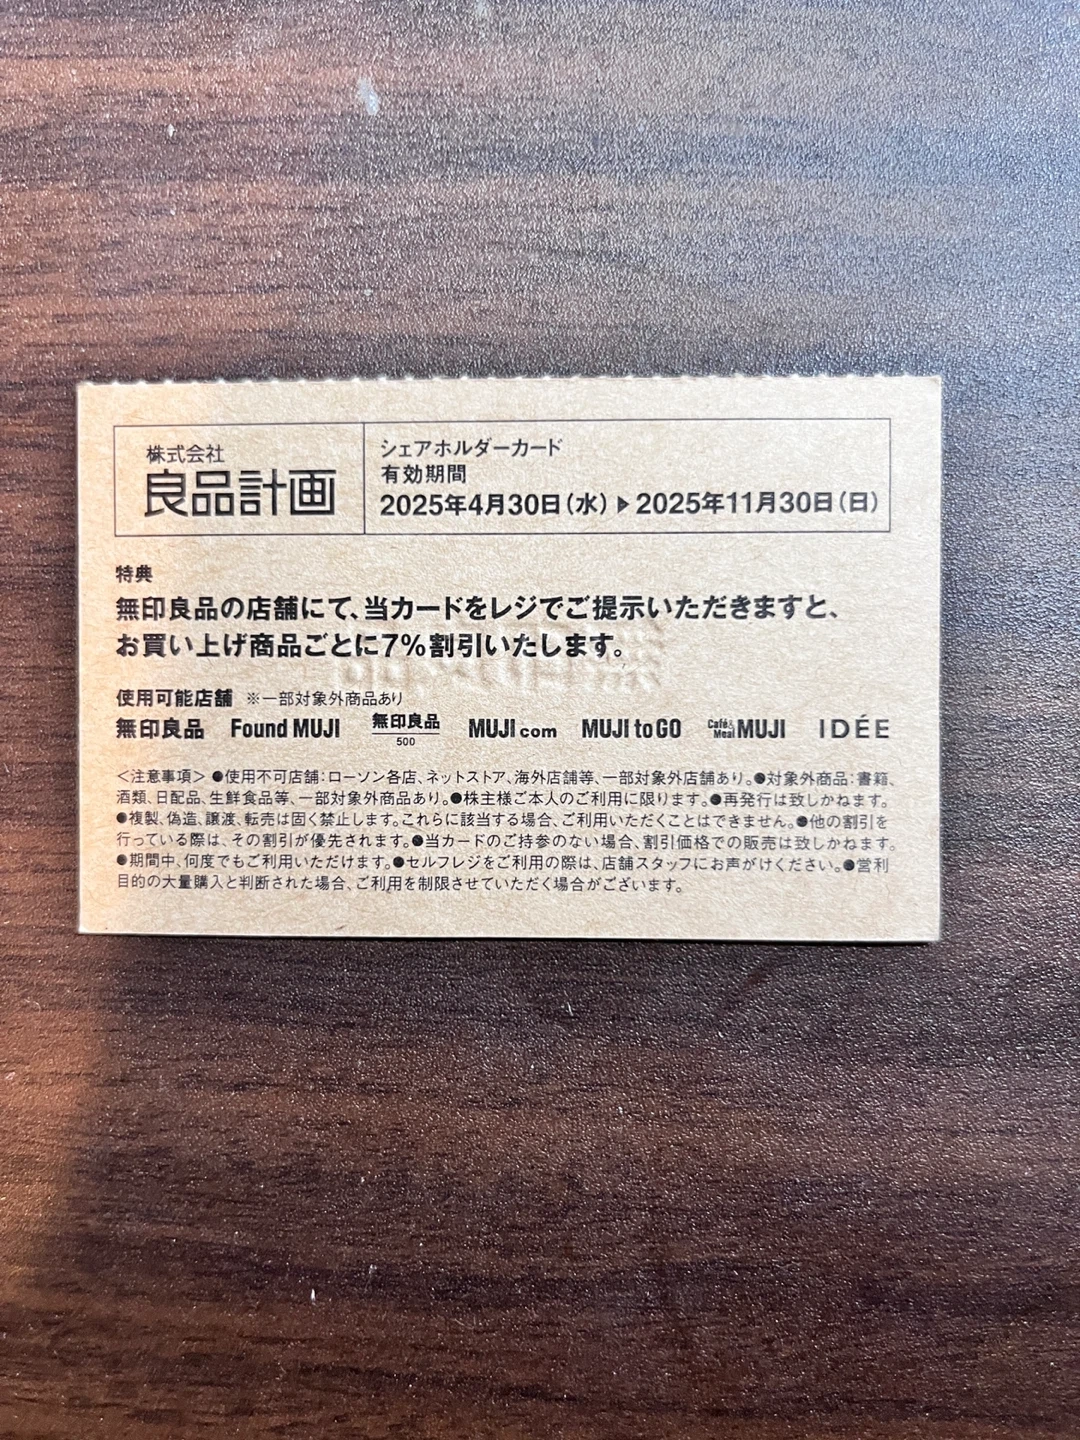 株式会社
良品計画
シェアホルダーカード
有効期間
2025年4月30日(水)▶2025年11月30日(日)
特典
無印良品の店舗にて、当カードをレジでご提示いただきますと、
お買い上げ商品ごとに7%割引いたします。
使用可能店舗 ※一部対象外商品あり
無印良品 Found MUJI 無印良品 500 MUJI com MUJI to GO Café& Meal MUJI IDÉE
<注意事項> ●使用不可店舗:ローソン各店、ネットストア、海外店舗等、一部対象外店舗あり。●対象外商品:書籍、
酒類、日配品、生鮮食品等、一部対象外商品あり。●株主様ご本人のご利用に限ります。●再発行は致しかねます。
●複製、偽造、譲渡、転売は固く禁止します。これらに該当する場合、ご利用いただくことはできません。●他の割引を
行っている際は、その割引が優先されます。●当カードのご持参のない場合、割引価格での販売は致しかねます。
●期間中、何度でもご利用いただけます。●セルフレジをご利用の際は、店舗スタッフにお声がけください。●営利
目的の大量購入と判断された場合、ご利用を制限させていただく場合がございます。